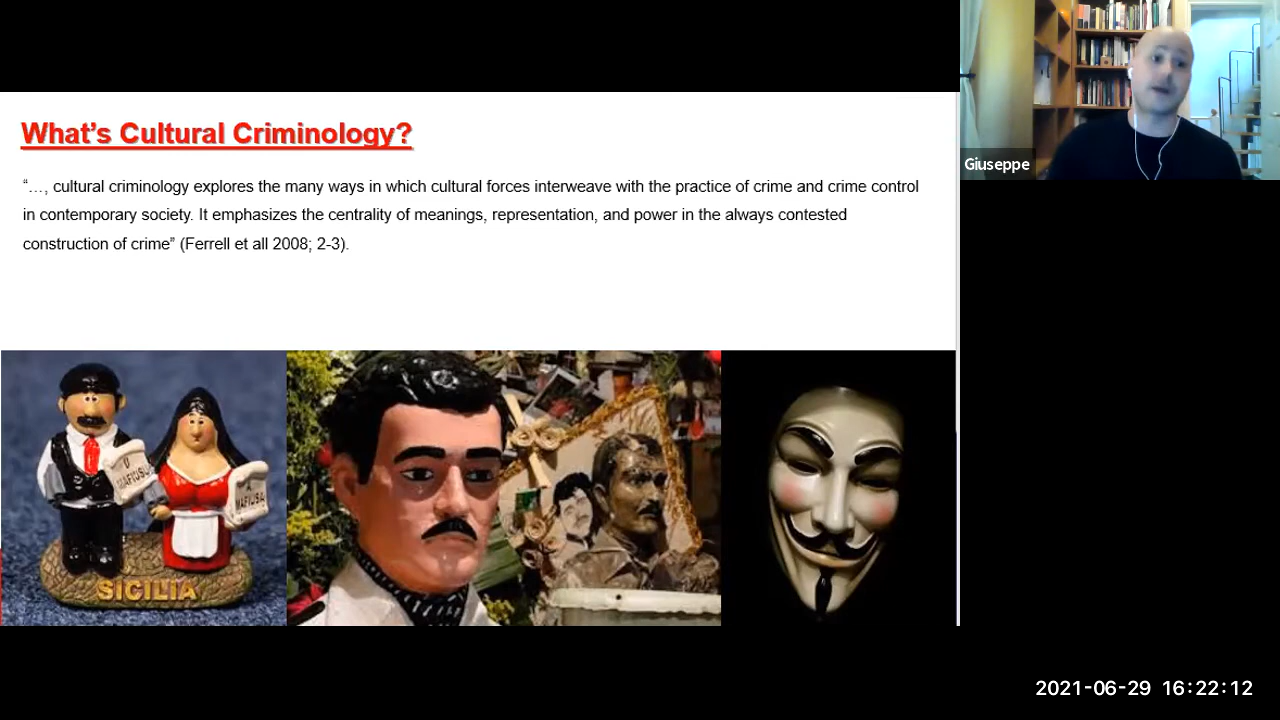 What's Cultural Criminology?
“…, cultural criminology explores the many ways in which cultural forces interweave with the practice of crime and crime control
in contemporary society. It emphasizes the centrality of meanings, representation, and power in the always contested
construction of crime” (Ferrell et all 2008; 2-3).
Giuseppe
U
MAFIUSU
A
MAFIUSA
SICILIA
2021-06-29 16:22:12